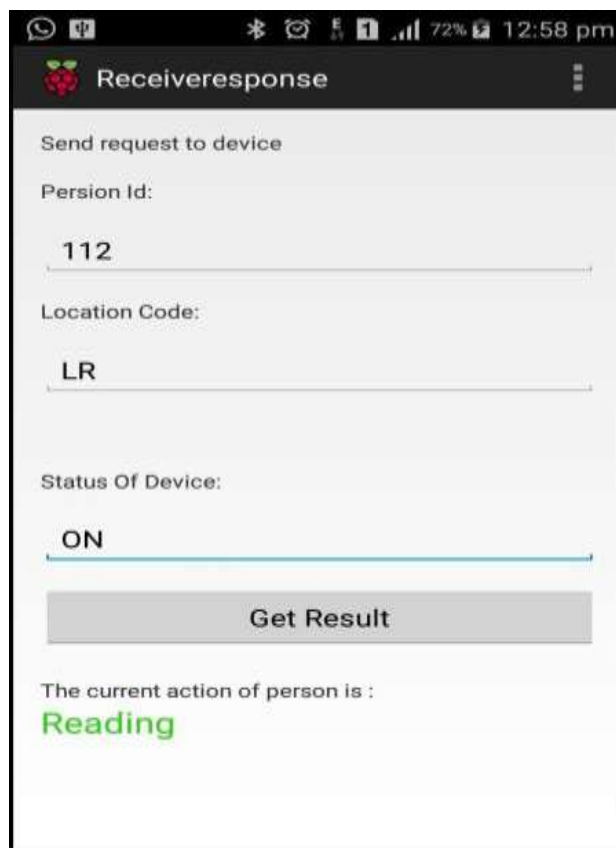 1 72% 12:58 pm
Receiveresponse
Send request to device
Persion Id:
112
Location Code:
LR
Status Of Device:
ON
Get Result
The current action of person is :
Reading